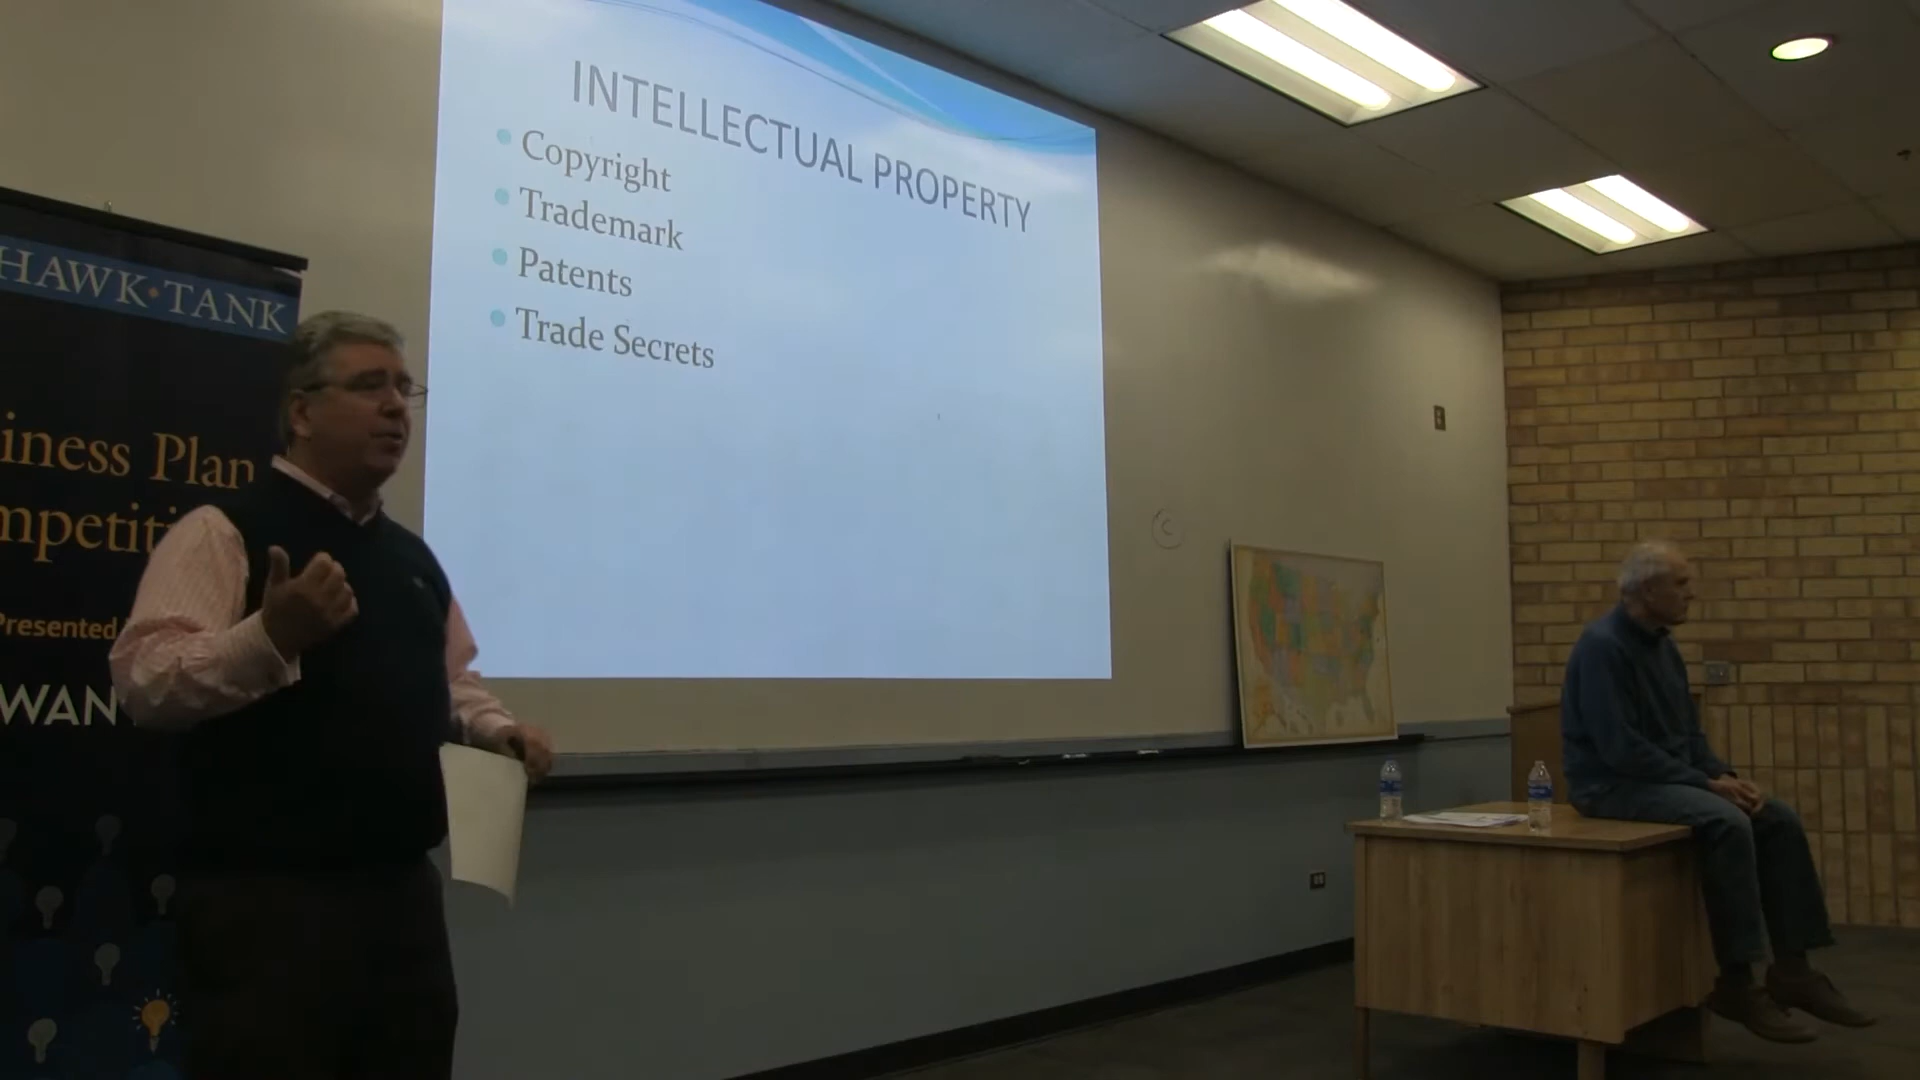 INTELLECTUAL PROPERTY
Copyright
Trademark
Patents
Trade Secrets
HAWK•TANK
iness Plan
mpetiti
Presented
WAN
C